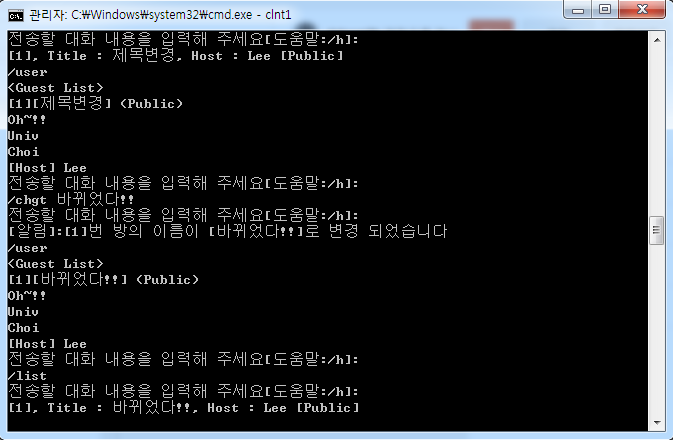 관리자: C:₩Windows₩system32₩cmd.exe - clnt1
전송할 대화 내용을 입력해 주세요[도움말:/h]:
[1], Title : 제목변경, Host : Lee [Public]
/user
<Guest List>
[1][제목변경] (Public)
Oh~!!
Univ
Choi
[Host] Lee
전송할 대화 내용을 입력해 주세요[도움말:/h]:
/chgt 바뀌었다!!
전송할 대화 내용을 입력해 주세요[도움말:/h]:
[알림]:[1]번 방의 이름이 [바뀌었다!!]로 변경 되었습니다
/user
<Guest List>
[1][바뀌었다!!] (Public)
Oh~!!
Univ
Choi
[Host] Lee
전송할 대화 내용을 입력해 주세요[도움말:/h]:
/list
전송할 대화 내용을 입력해 주세요[도움말:/h]:
[1], Title : 바뀌었다!!, Host : Lee [Public]